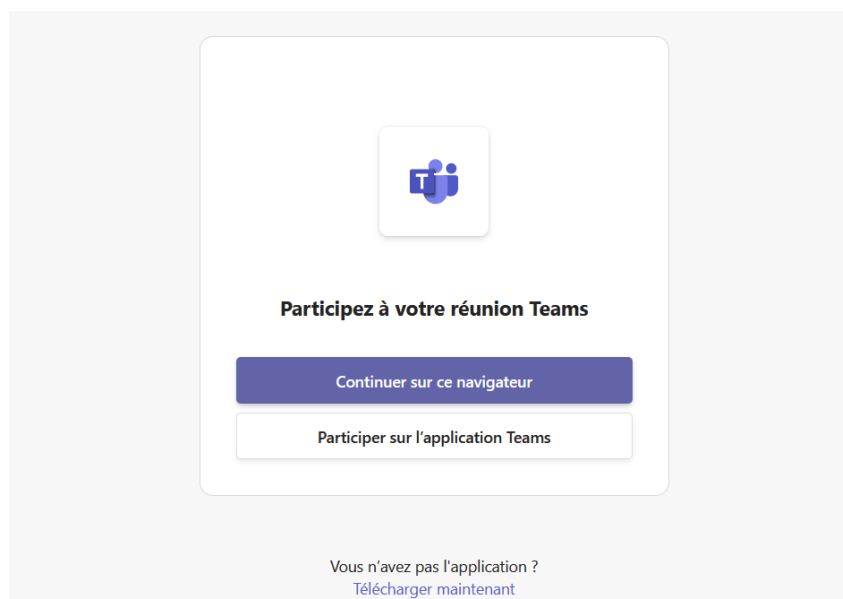 T
Participez à votre réunion Teams
Continuer sur ce navigateur
Participer sur l’application Teams
Vous n’avez pas l'application ?
Télécharger maintenant